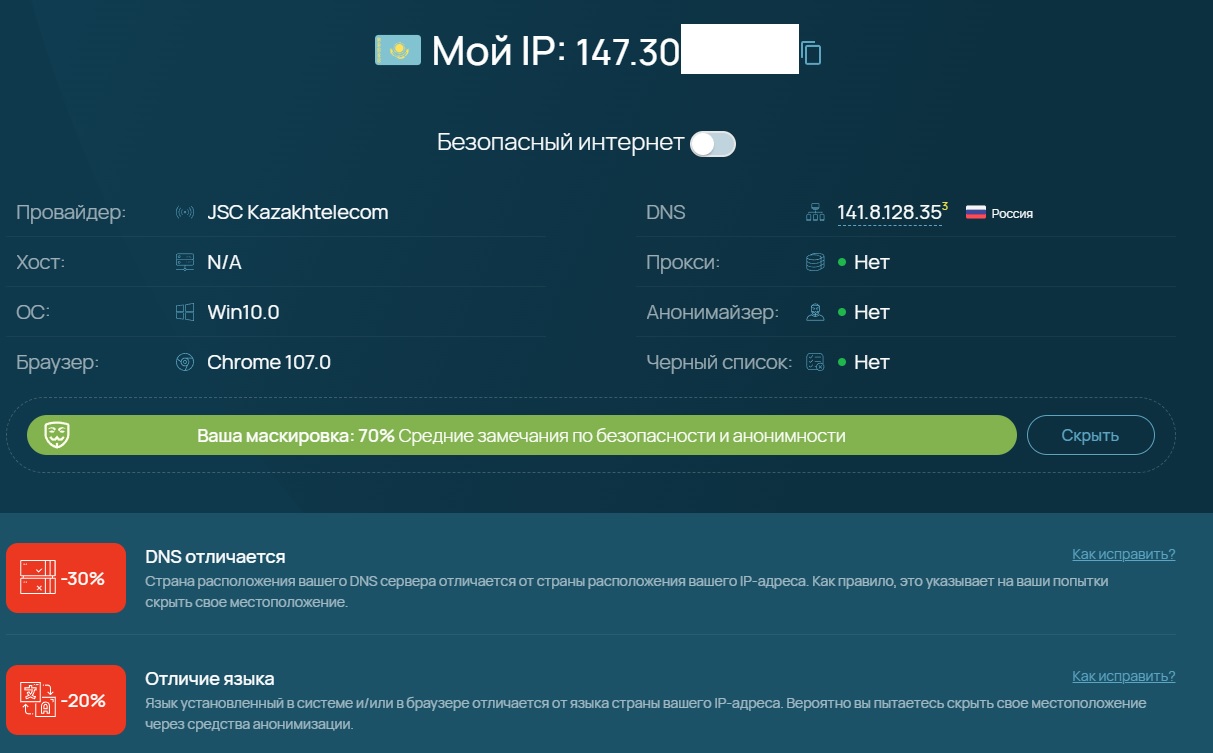 Мой IP: 147.30
Безопасный интернет
Провайдер: JSC Kazakhtelecom
Хост: N/A
ОС: Win10.0
Браузер: Chrome 107.0
DNS 141.8.128.35³ Россия
Прокси: Нет
Анонимайзер: Нет
Черный список: Нет
Ваша маскировка: 70% Средние замечания по безопасности и анонимности
Скрыть
-30%
DNS отличается
Как исправить?
Страна расположения вашего DNS сервера отличается от страны расположения вашего IP-адреса. Как правило, это указывает на ваши попытки
скрыть свое местоположение.
-20%
Отличие языка
Как исправить?
Язык установленный в системе и/или в браузере отличается от языка страны вашего IP-адреса. Вероятно вы пытаетесь скрыть свое местоположение
через средства анонимизации.